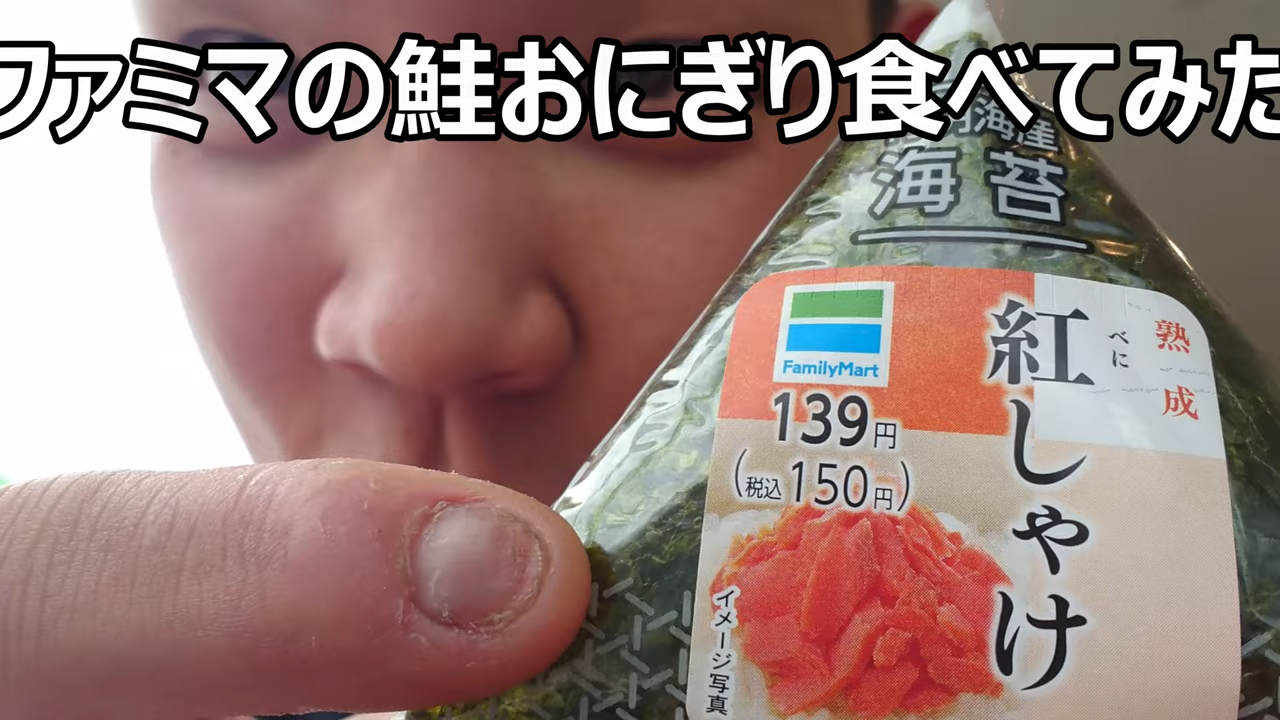 ファミマの鮭おにぎり食べてみた
海苔
FamilyMart
139円
(税込150円)
熟成
べに
紅しゃけ
イメージ写真